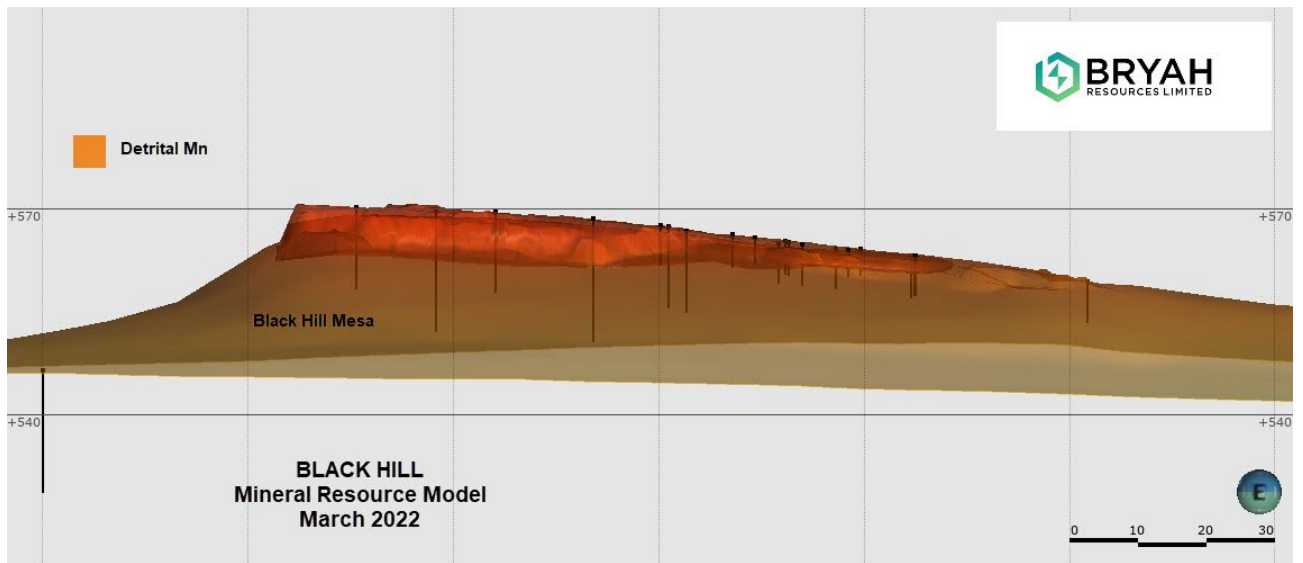 BRYAH
RESOURCES LIMITED
Detrital Mn
+570
+570
Black Hill Mesa
+540
+540
BLACK HILL
Mineral Resource Model
March 2022
E
0 10 20 30